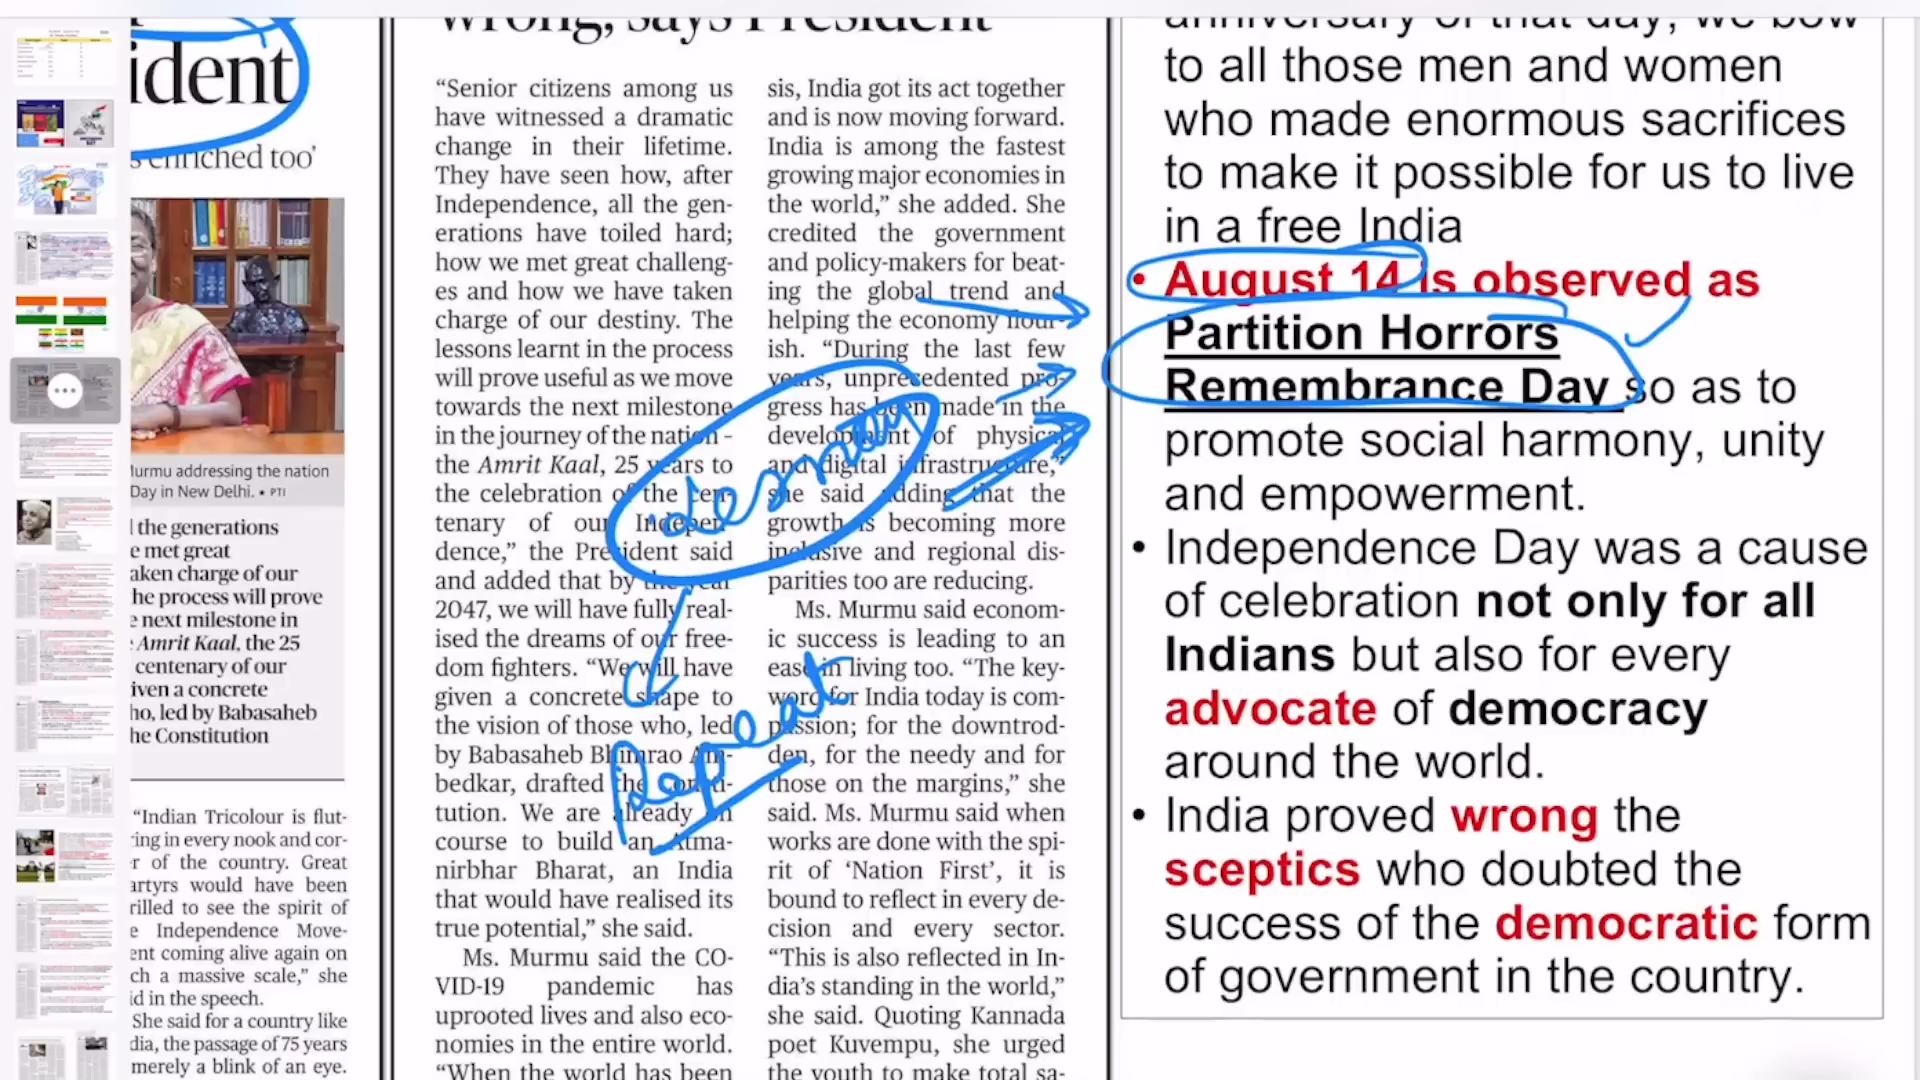 ident
s enriched too’
Murmu addressing the nation
Day in New Delhi. • PTI
l the generations
e met great
aken charge of our
he process will prove
e next milestone in
Amrit Kaal, the 25
centenary of our
iven a concrete
ho, led by Babasaheb
he Constitution
“Indian Tricolour is flut-
ring in every nook and cor-
r of the country. Great
artyrs would have been
rilled to see the spirit of
e Independence Move-
ent coming alive again on
ch a massive scale,” she
id in the speech.
She said for a country like
dia, the passage of 75 years
merely a blink of an eye.
wrong, says President
“Senior citizens among us
have witnessed a dramatic
change in their lifetime.
They have seen how, after
Independence, all the gen-
erations have toiled hard;
how we met great challeng-
es and how we have taken
charge of our destiny. The
lessons learnt in the process
will prove useful as we move
towards the next milestone
in the journey of the nation -
the Amrit Kaal, 25 years to
the celebration of the cen-
tenary of our Indepen-
dence,” the President said
and added that by the year
2047, we will have fully real-
ised the dreams of our free-
dom fighters. “We will have
given a concrete shape to
the vision of those who, led
by Babasaheb Bhimrao Am-
bedkar, drafted the Consti-
tution. We are already on
course to build an Atma-
nirbhar Bharat, an India
that would have realised its
true potential,” she said.
Ms. Murmu said the CO-
VID-19 pandemic has
uprooted lives and also eco-
nomies in the entire world.
“When the world has been
sis, India got its act together
and is now moving forward.
India is among the fastest
growing major economies in
the world,” she added. She
credited the government
and policy-makers for beat-
ing the global trend and
helping the economy flour-
ish. “During the last few
years, unprecedented pro-
gress has been made in the
development of physical
and digital infrastructure,”
she said adding that the
growth is becoming more
inclusive and regional dis-
parities too are reducing.
Ms. Murmu said econom-
ic success is leading to an
ease in living too. “The key-
word for India today is com-
passion; for the downtrod-
den, for the needy and for
those on the margins,” she
said. Ms. Murmu said when
works are done with the spi-
rit of ‘Nation First’, it is
bound to reflect in every de-
cision and every sector.
“This is also reflected in In-
dia’s standing in the world,”
she said. Quoting Kannada
poet Kuvempu, she urged
the youth to make total sa-
Repeat
anniversary of that day, we bow
to all those men and women
who made enormous sacrifices
to make it possible for us to live
in a free India
• August 14 is observed as
Partition Horrors
Remembrance Day so as to
promote social harmony, unity
and empowerment.
• Independence Day was a cause
of celebration not only for all
Indians but also for every
advocate of democracy
around the world.
• India proved wrong the
sceptics who doubted the
success of the democratic form
of government in the country.